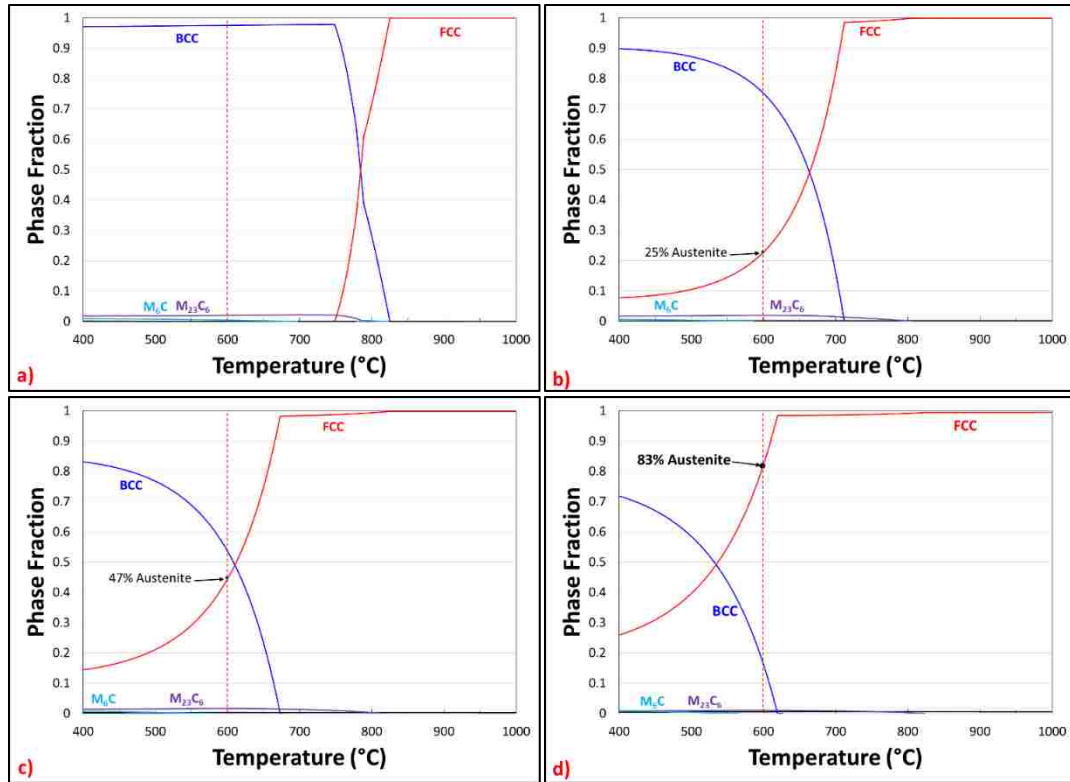 1
0.9
0.8
0.7
0.6
0.5
0.4
0.3
0.2
0.1
0
Phase Fraction
BCC
FCC
M₆C M₂₃C₆
400 500 600 700 800 900 1000
Temperature (°C)
a)
1
0.9
0.8
0.7
0.6
0.5
0.4
0.3
0.2
0.1
0
Phase Fraction
FCC
BCC
25% Austenite
M₆C M₂₃C₆
400 500 600 700 800 900 1000
Temperature (°C)
b)
1
0.9
0.8
0.7
0.6
0.5
0.4
0.3
0.2
0.1
0
Phase Fraction
FCC
BCC
47% Austenite
M₆C M₂₃C₆
400 500 600 700 800 900 1000
Temperature (°C)
c)
1
0.9
0.8
0.7
0.6
0.5
0.4
0.3
0.2
0.1
0
Phase Fraction
FCC
83% Austenite
BCC
M₆C M₂₃C₆
400 500 600 700 800 900 1000
Temperature (°C)
d)